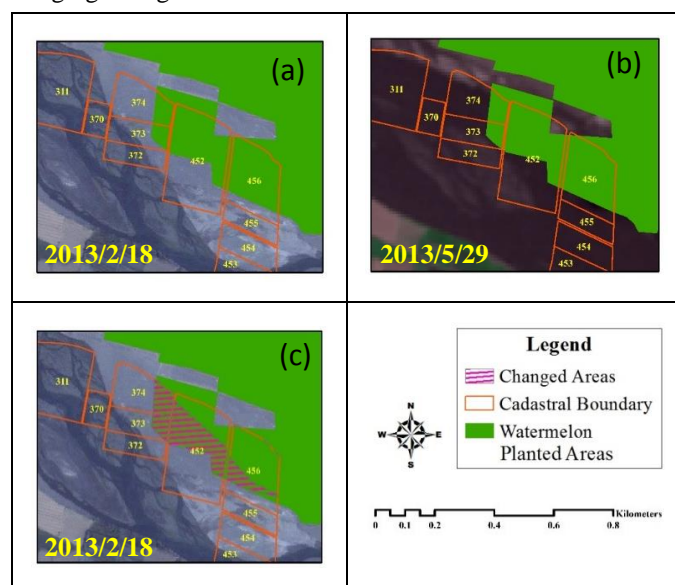 (a)
311
374
370
373
372
452
456
455
454
453
2013/2/18
(b)
311
374
370
373
372
452
456
455
454
453
2013/5/29
(c)
311
374
370
373
372
452
456
455
454
453
2013/2/18
Legend
Changed Areas
Cadastral Boundary
Watermelon
Planted Areas
N
W E
S
Kilometers
0 0.1 0.2 0.4 0.6 0.8